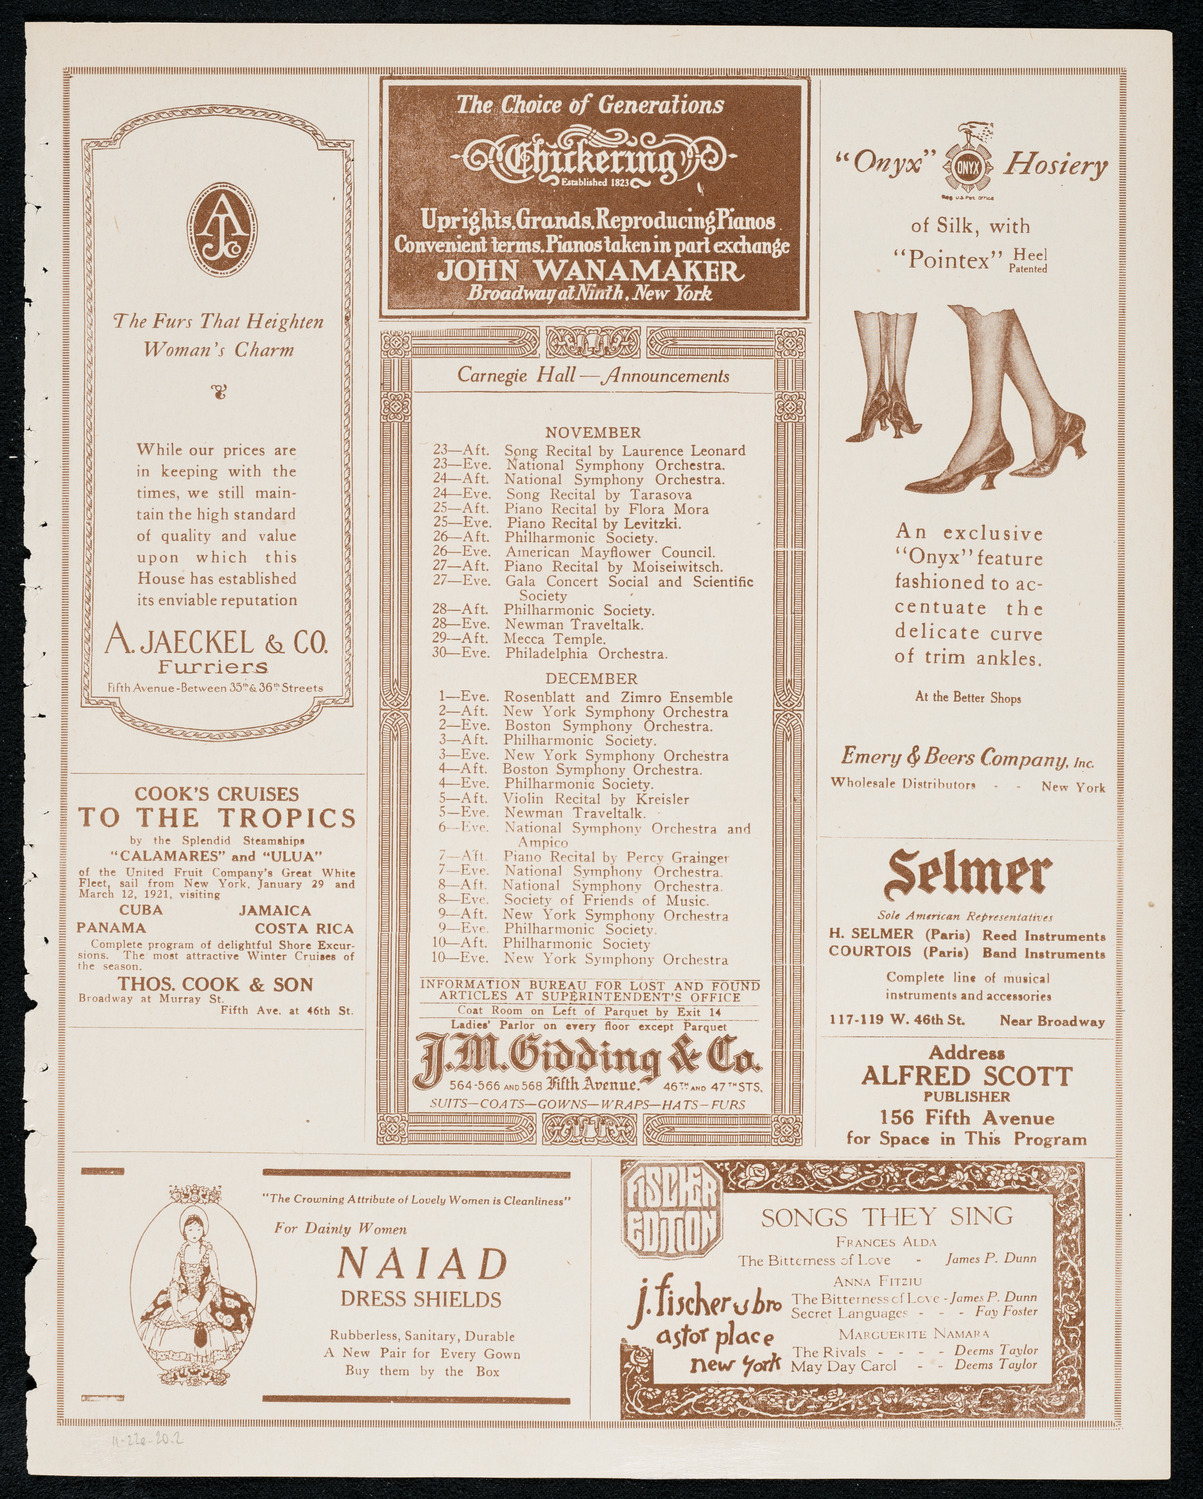 AJCo
The Furs That Heighten
Woman's Charm
While our prices are
in keeping with the
times, we still main-
tain the high standard
of quality and value
upon which this
House has established
its enviable reputation
A. JAECKEL & CO.
Furriers
Fifth Avenue-Between 35th & 36th Streets
COOK'S CRUISES
TO THE TROPICS
by the Splendid Steamships
"CALAMARES" and "ULUA"
of the United Fruit Company's Great White
Fleet, sail from New York, January 29 and
March 12, 1921, visiting
CUBA JAMAICA
PANAMA COSTA RICA
Complete program of delightful Shore Excur-
sions. The most attractive Winter Cruises of
the season.
THOS. COOK & SON
Broadway at Murray St.
Fifth Ave. at 46th St.
The Choice of Generations
Chickering
Established 1823
Uprights, Grands, Reproducing Pianos
Convenient terms. Pianos taken in part exchange
JOHN WANAMAKER
Broadway at Ninth, New York
Carnegie Hall — Announcements
NOVEMBER
23—Aft. Song Recital by Laurence Leonard
23—Eve. National Symphony Orchestra.
24—Aft. National Symphony Orchestra.
24—Eve. Song Recital by Tarasova
25—Aft. Piano Recital by Flora Mora
25—Eve. Piano Recital by Levitzki.
26—Aft. Philharmonic Society.
26—Eve. American Mayflower Council.
27—Aft. Piano Recital by Moiseiwitsch.
27—Eve. Gala Concert Social and Scientific
Society
28—Aft. Philharmonic Society.
28—Eve. Newman Traveltalk.
29—Aft. Mecca Temple.
30—Eve. Philadelphia Orchestra.
DECEMBER
1—Eve. Rosenblatt and Zimro Ensemble
2—Aft. New York Symphony Orchestra
2—Eve. Boston Symphony Orchestra.
3—Aft. Philharmonic Society.
3—Eve. New York Symphony Orchestra
4—Aft. Boston Symphony Orchestra.
4—Eve. Philharmonic Society.
5—Aft. Violin Recital by Kreisler
5—Eve. Newman Traveltalk.
6—Eve. National Symphony Orchestra and
Ampico
7—Aft. Piano Recital by Percy Grainger
7—Eve. National Symphony Orchestra.
8—Aft. National Symphony Orchestra.
8—Eve. Society of Friends of Music.
9—Aft. New York Symphony Orchestra
9—Eve. Philharmonic Society.
10—Aft. Philharmonic Society
10—Eve. New York Symphony Orchestra
INFORMATION BUREAU FOR LOST AND FOUND
ARTICLES AT SUPERINTENDENT'S OFFICE
Coat Room on Left of Parquet by Exit 14
Ladies' Parlor on every floor except Parquet
J.M. Gidding & Co.
564-566 AND 568 Fifth Avenue. 46TH AND 47TH STS.
SUITS—COATS—GOWNS—WRAPS—HATS—FURS
"Onyx" ONYX Hosiery
Reg. U.S. Pat. Office
of Silk, with
"Pointex" Heel
Patented
An exclusive
"Onyx" feature
fashioned to ac-
centuate the
delicate curve
of trim ankles.
At the Better Shops
Emery & Beers Company, Inc.
Wholesale Distributors - - New York
Selmer
Sole American Representatives
H. SELMER (Paris) Reed Instruments
COURTOIS (Paris) Band Instruments
Complete line of musical
instruments and accessories
117-119 W. 46th St. Near Broadway
Address
ALFRED SCOTT
PUBLISHER
156 Fifth Avenue
for Space in This Program
"The Crowning Attribute of Lovely Women is Cleanliness"
For Dainty Women
NAIAD
DRESS SHIELDS
Rubberless, Sanitary, Durable
A New Pair for Every Gown
Buy them by the Box
FISCHER
EDITION
j. fischer & bro
astor place
new york
SONGS THEY SING
FRANCES ALDA
The Bitterness of Love - James P. Dunn
ANNA FITZIU
The Bitterness of Love - James P. Dunn
Secret Languages - - - Fay Foster
MARGUERITE NAMARA
The Rivals - - - - Deems Taylor
May Day Carol - - Deems Taylor
11-22e-20.2